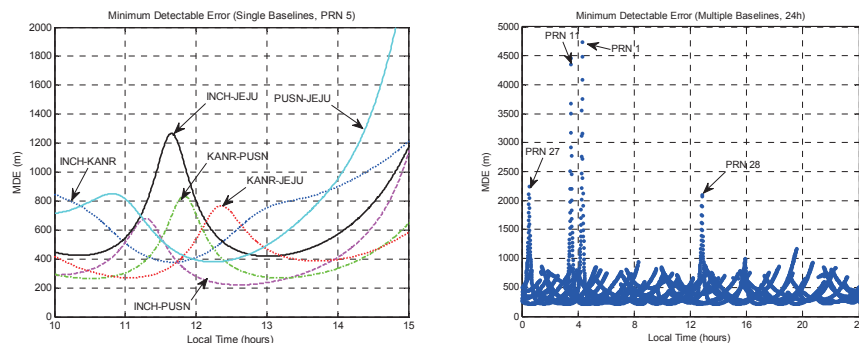 Minimum Detectable Error (Single Baselines, PRN 5)
MDE (m)
2000
1800
1600
1400
1200
1000
800
600
400
200
0
INCH-JEJU
PUSN-JEJU
INCH-KANR
KANR-PUSN
KANR-JEJU
INCH-PUSN
10 11 12 13 14 15
Local Time (hours)
Minimum Detectable Error (Multiple Baselines, 24h)
MDE (m)
5000
4500
4000
3500
3000
2500
2000
1500
1000
500
0
PRN 11
PRN 1
PRN 27
PRN 28
0 4 8 12 16 20 24
Local Time (hours)